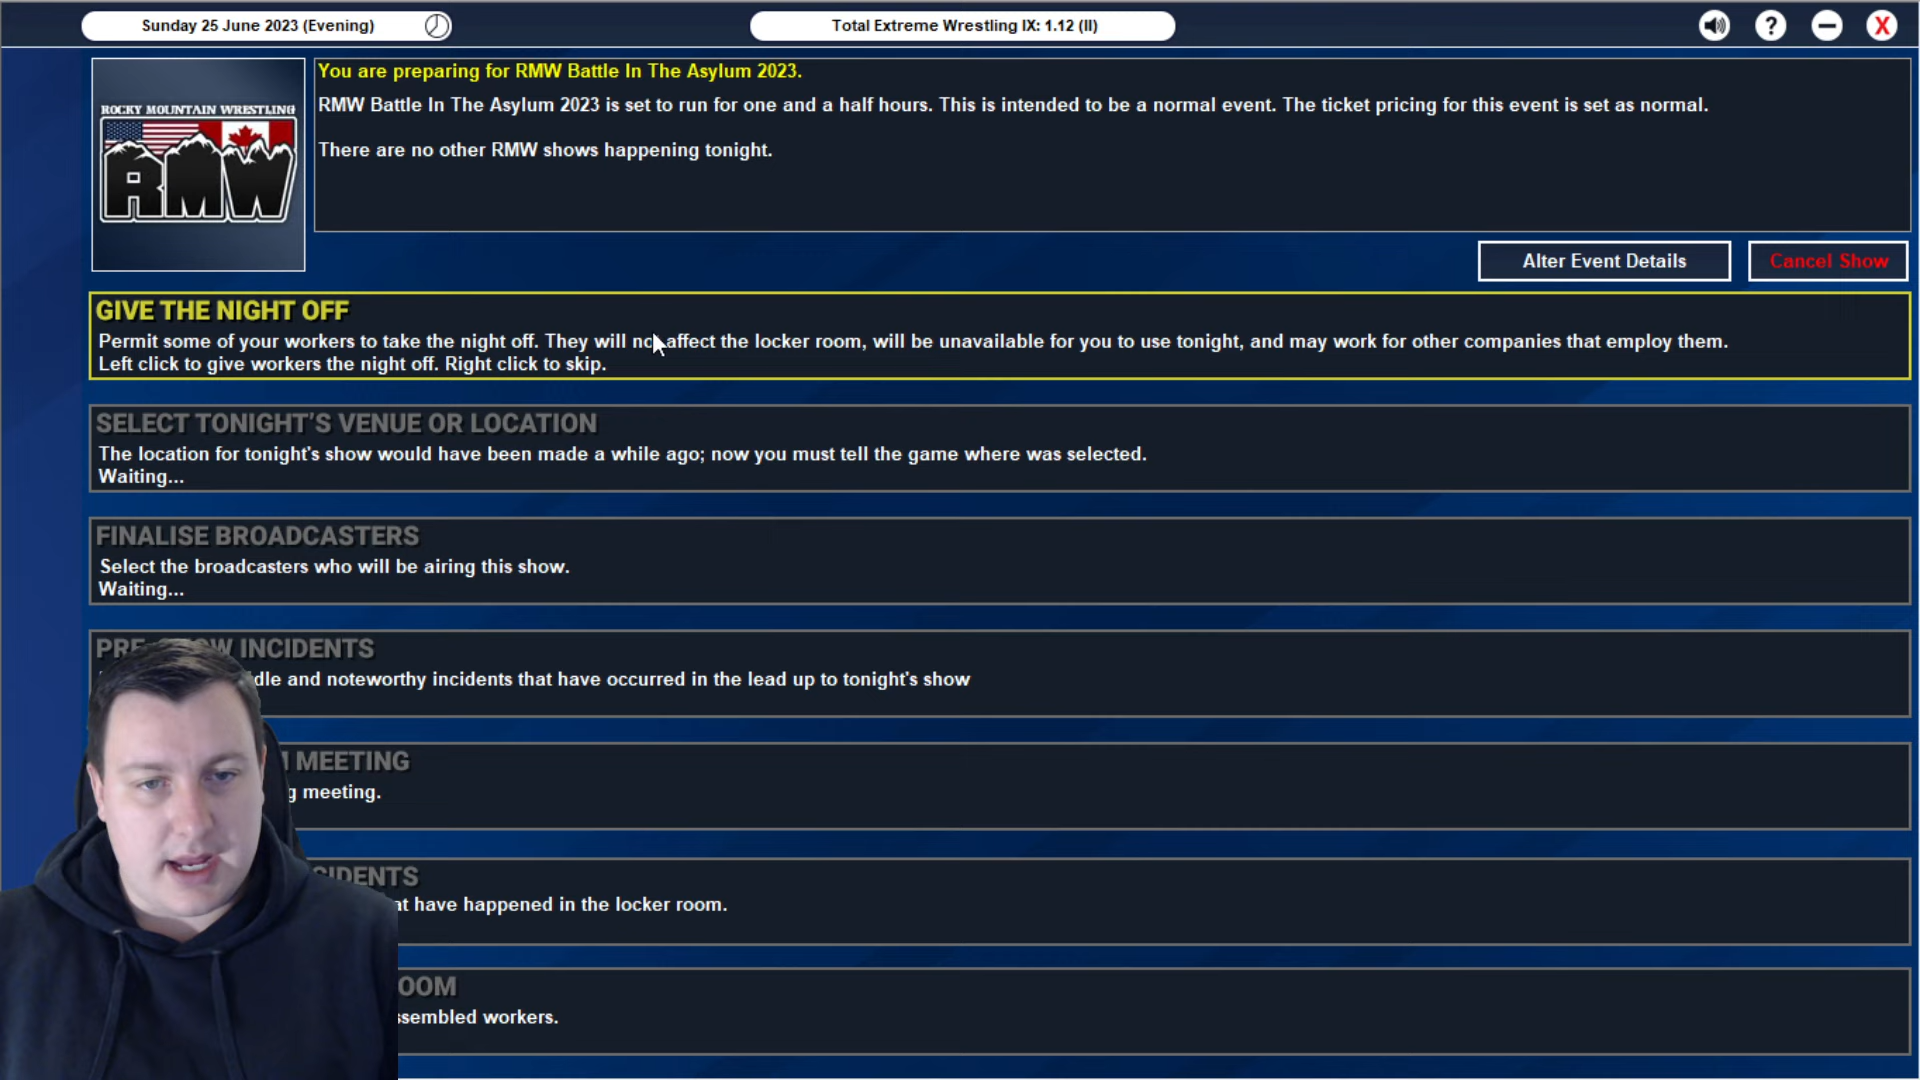 Sunday 25 June 2023 (Evening)
Total Extreme Wrestling IX: 1.12 (II)
?
X
ROCKY MOUNTAIN WRESTLING
RMW
You are preparing for RMW Battle In The Asylum 2023.
RMW Battle In The Asylum 2023 is set to run for one and a half hours. This is intended to be a normal event. The ticket pricing for this event is set as normal.
There are no other RMW shows happening tonight.
Alter Event Details
Cancel Show
GIVE THE NIGHT OFF
Permit some of your workers to take the night off. They will no affect the locker room, will be unavailable for you to use tonight, and may work for other companies that employ them.
Left click to give workers the night off. Right click to skip.
SELECT TONIGHT'S VENUE OR LOCATION
The location for tonight's show would have been made a while ago; now you must tell the game where was selected.
Waiting...
FINALISE BROADCASTERS
Select the broadcasters who will be airing this show.
Waiting...
INCIDENTS
and noteworthy incidents that have occurred in the lead up to tonight's show
MEETING
meeting.
have happened in the locker room.
workers.